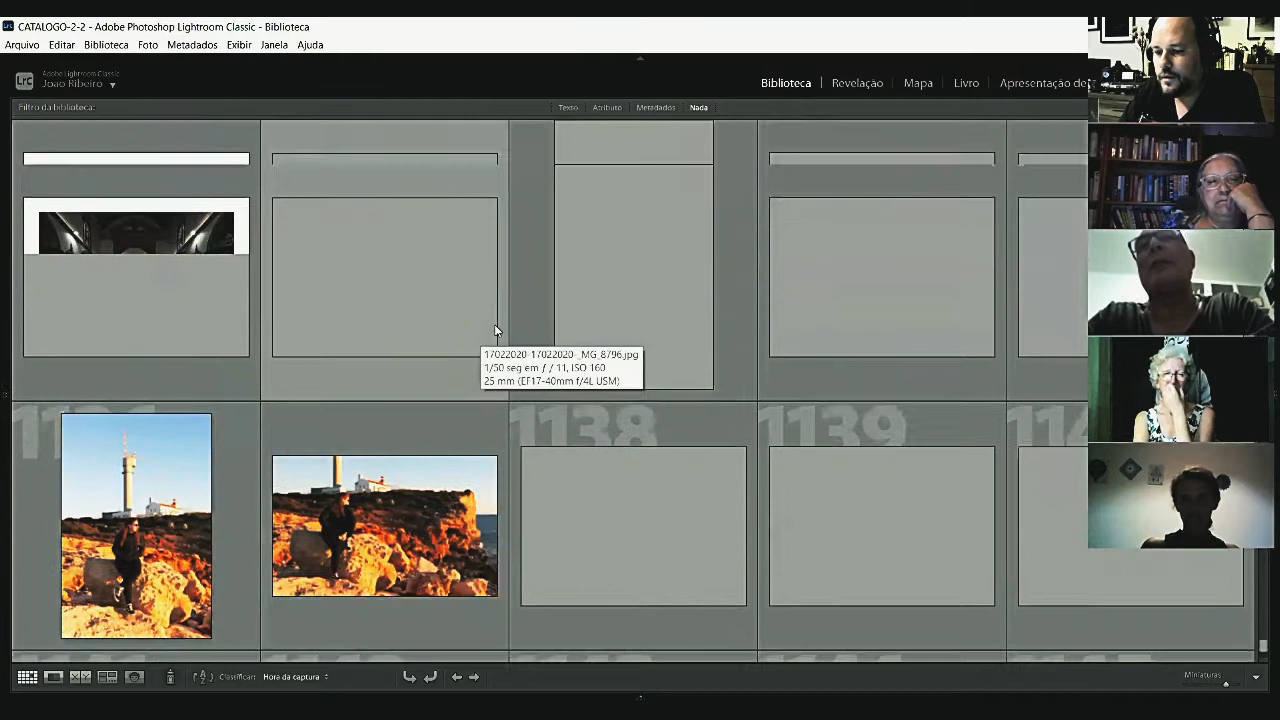 CATALOGO-2-2 - Adobe Photoshop Lightroom Classic - Biblioteca
Arquivo Editar Biblioteca Foto Metadados Exibir Janela Ajuda
Lrc
Adobe Lightroom Classic
João Ribeiro
Biblioteca | Revelação | Mapa | Livro | Apresentação de
Filtro da biblioteca:
Texto Atributo Metadados Nada
17022020-17022020-_MG_8796.jpg
1/50 seg em ƒ / 11, ISO 160
25 mm (EF17-40mm f/4L USM)
1138
1139
Classificar: Hora da captura
Miniaturas